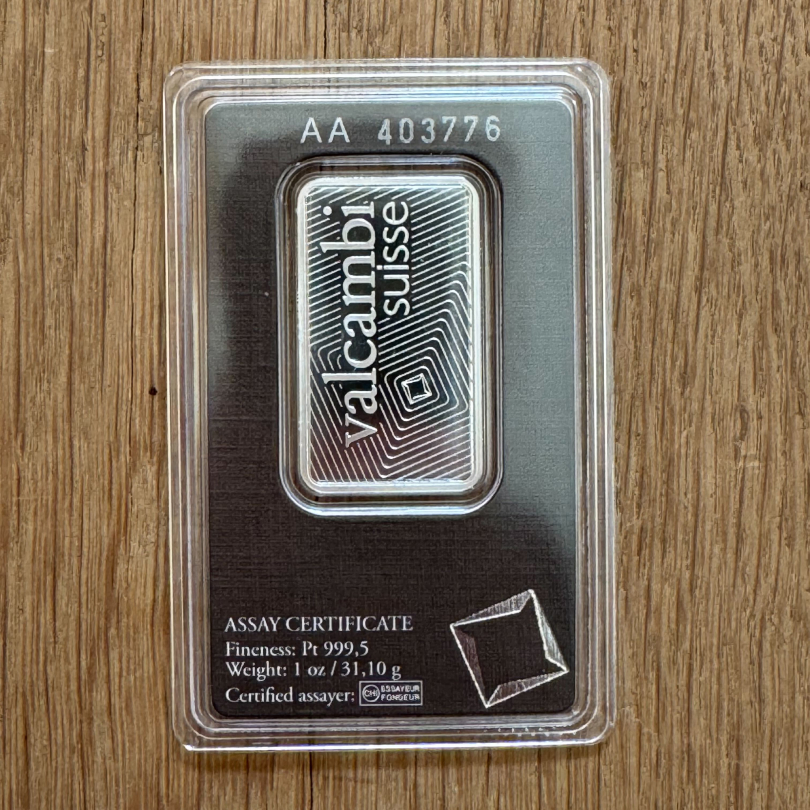 AA 403776
valcambi
suisse
ASSAY CERTIFICATE
Fineness: Pt 999,5
Weight: 1 oz / 31,10 g
Certified assayer: CHI ESSAYEUR
FONDEUR